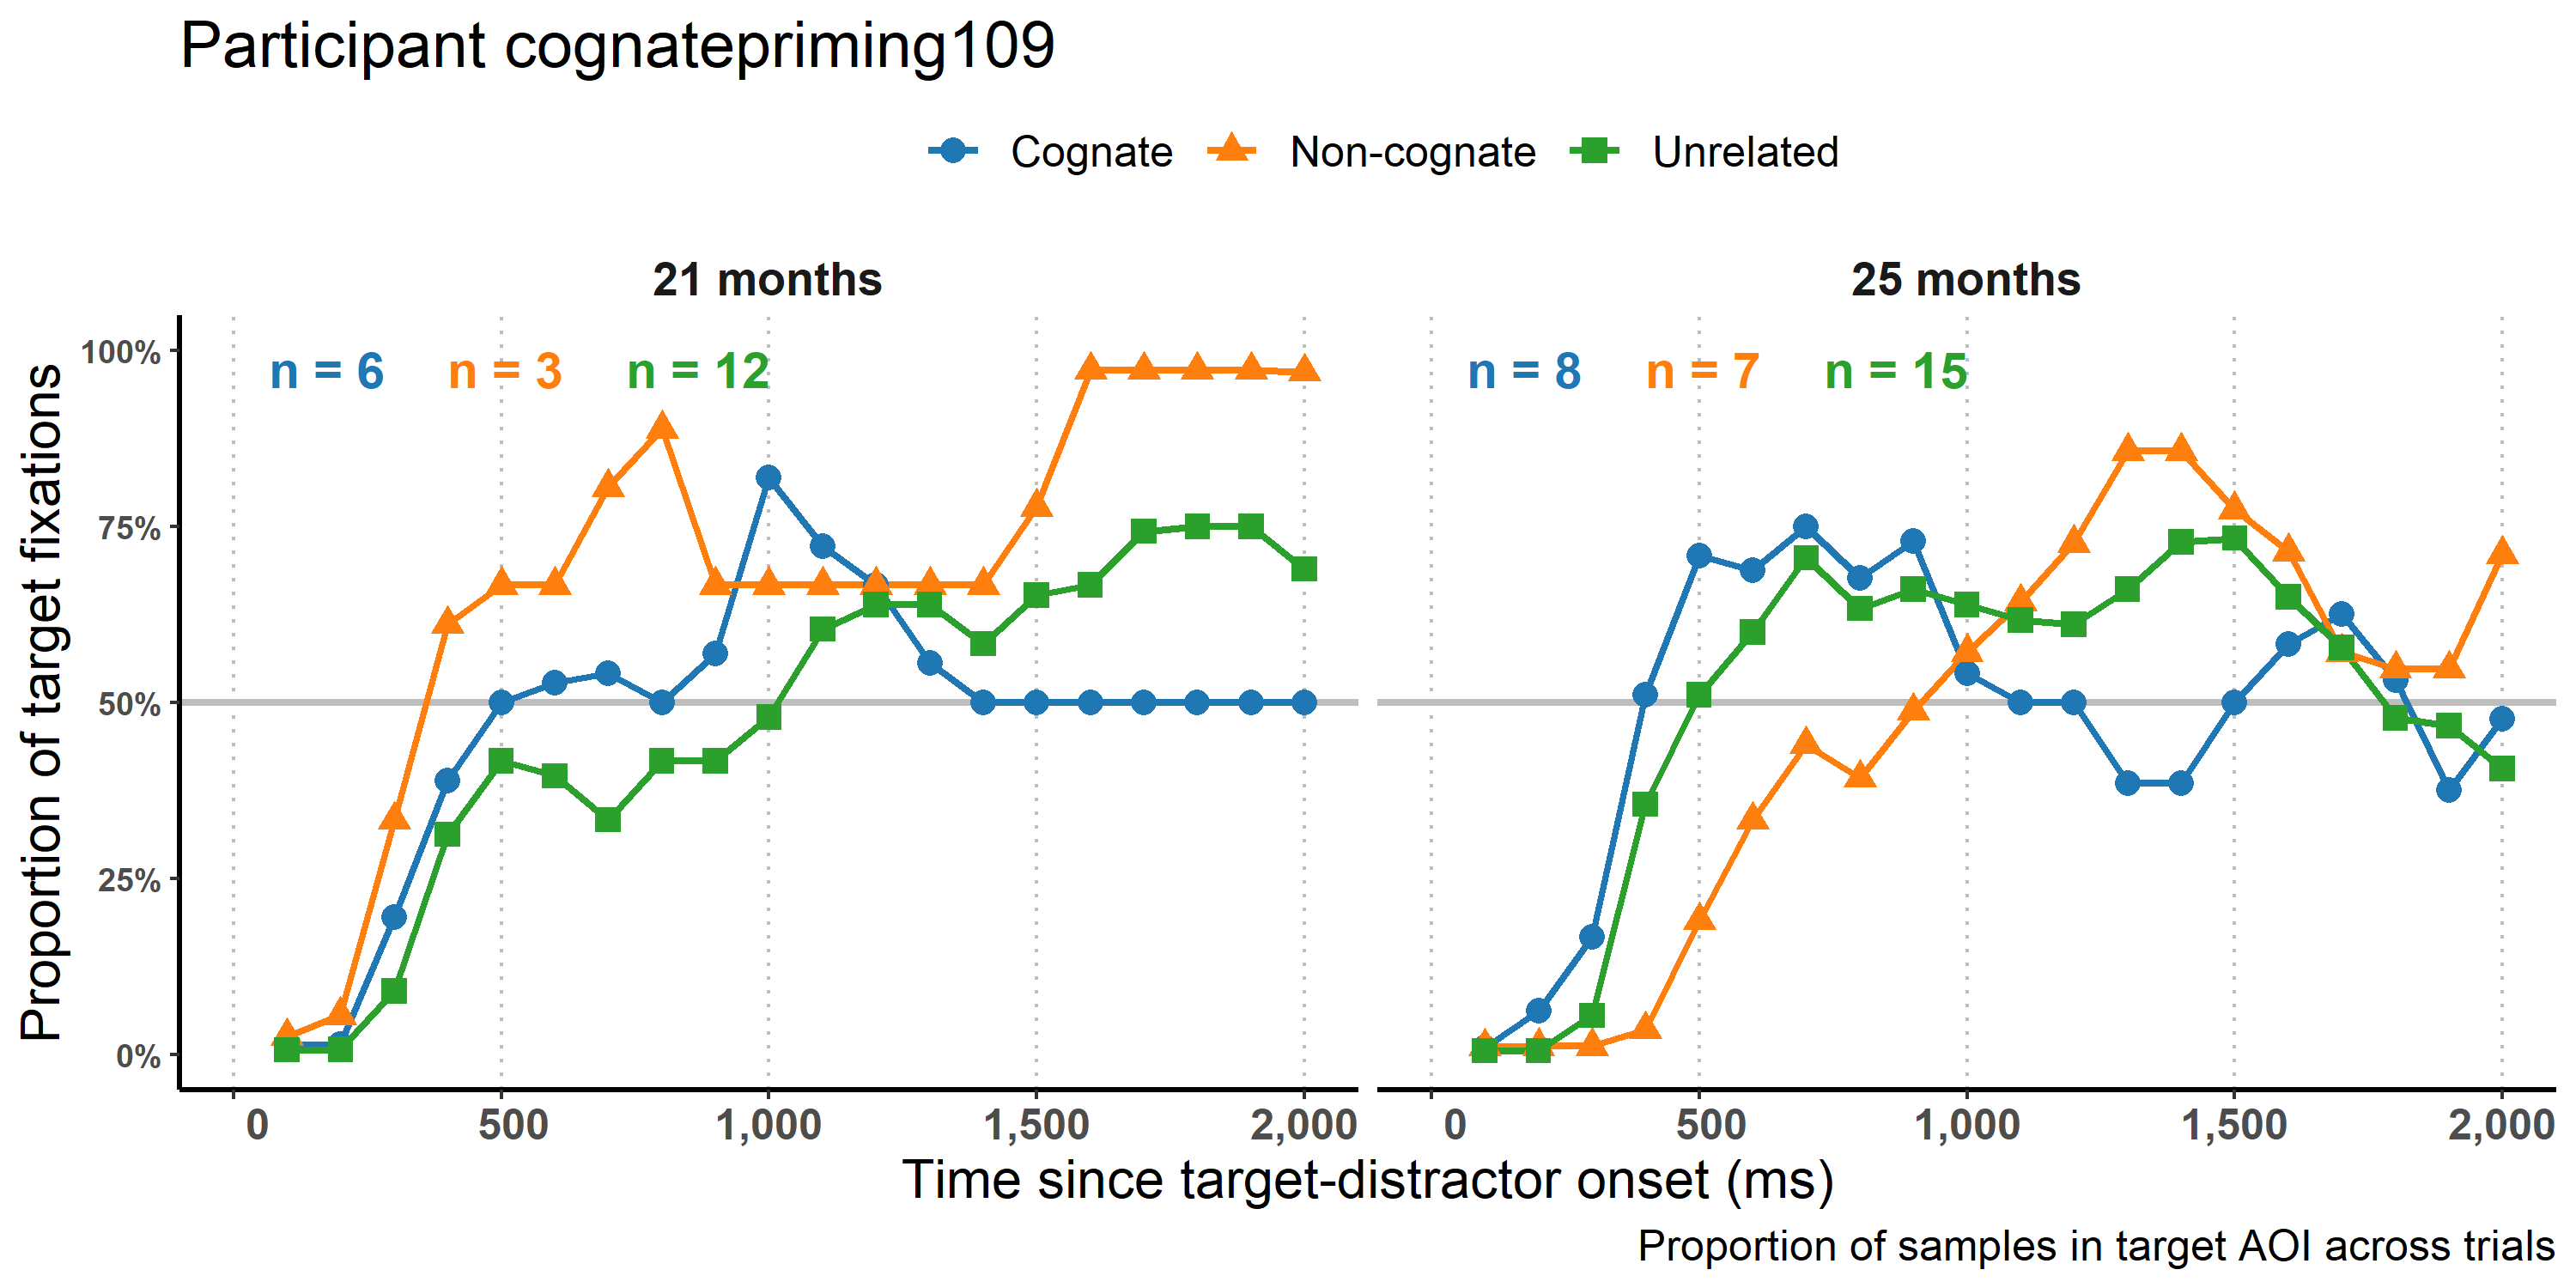 Participant cognatepriming109
Cognate Non-cognate Unrelated
21 months 25 months
n = 6 n = 3 n = 12 n = 8 n = 7 n = 15
100%
75%
50%
25%
0%
Proportion of target fixations
0 500 1,000 1,500 2,000 0 500 1,000 1,500 2,000
Time since target-distractor onset (ms)
Proportion of samples in target AOI across trials